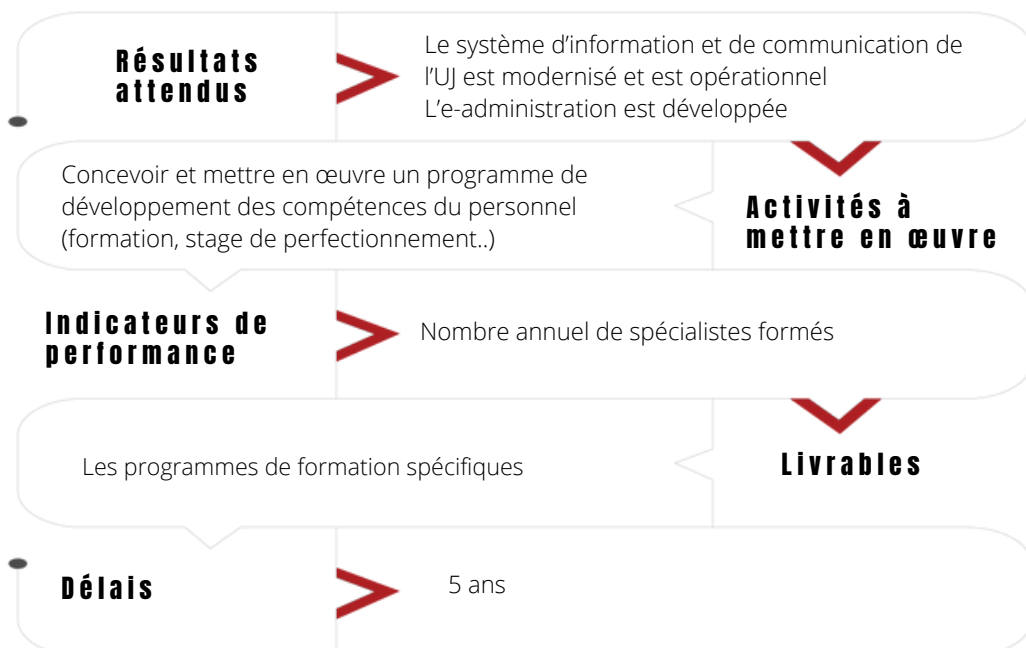 Résultats
attendus
Le système d’information et de communication de
l’UJ est modernisé et est opérationnel
L’e-administration est développée
Concevoir et mettre en œuvre un programme de
développement des compétences du personnel
(formation, stage de perfectionnement..)
Activités à
mettre en œuvre
Indicateurs de
performance
Nombre annuel de spécialistes formés
Les programmes de formation spécifiques
Livrables
Délais
5 ans